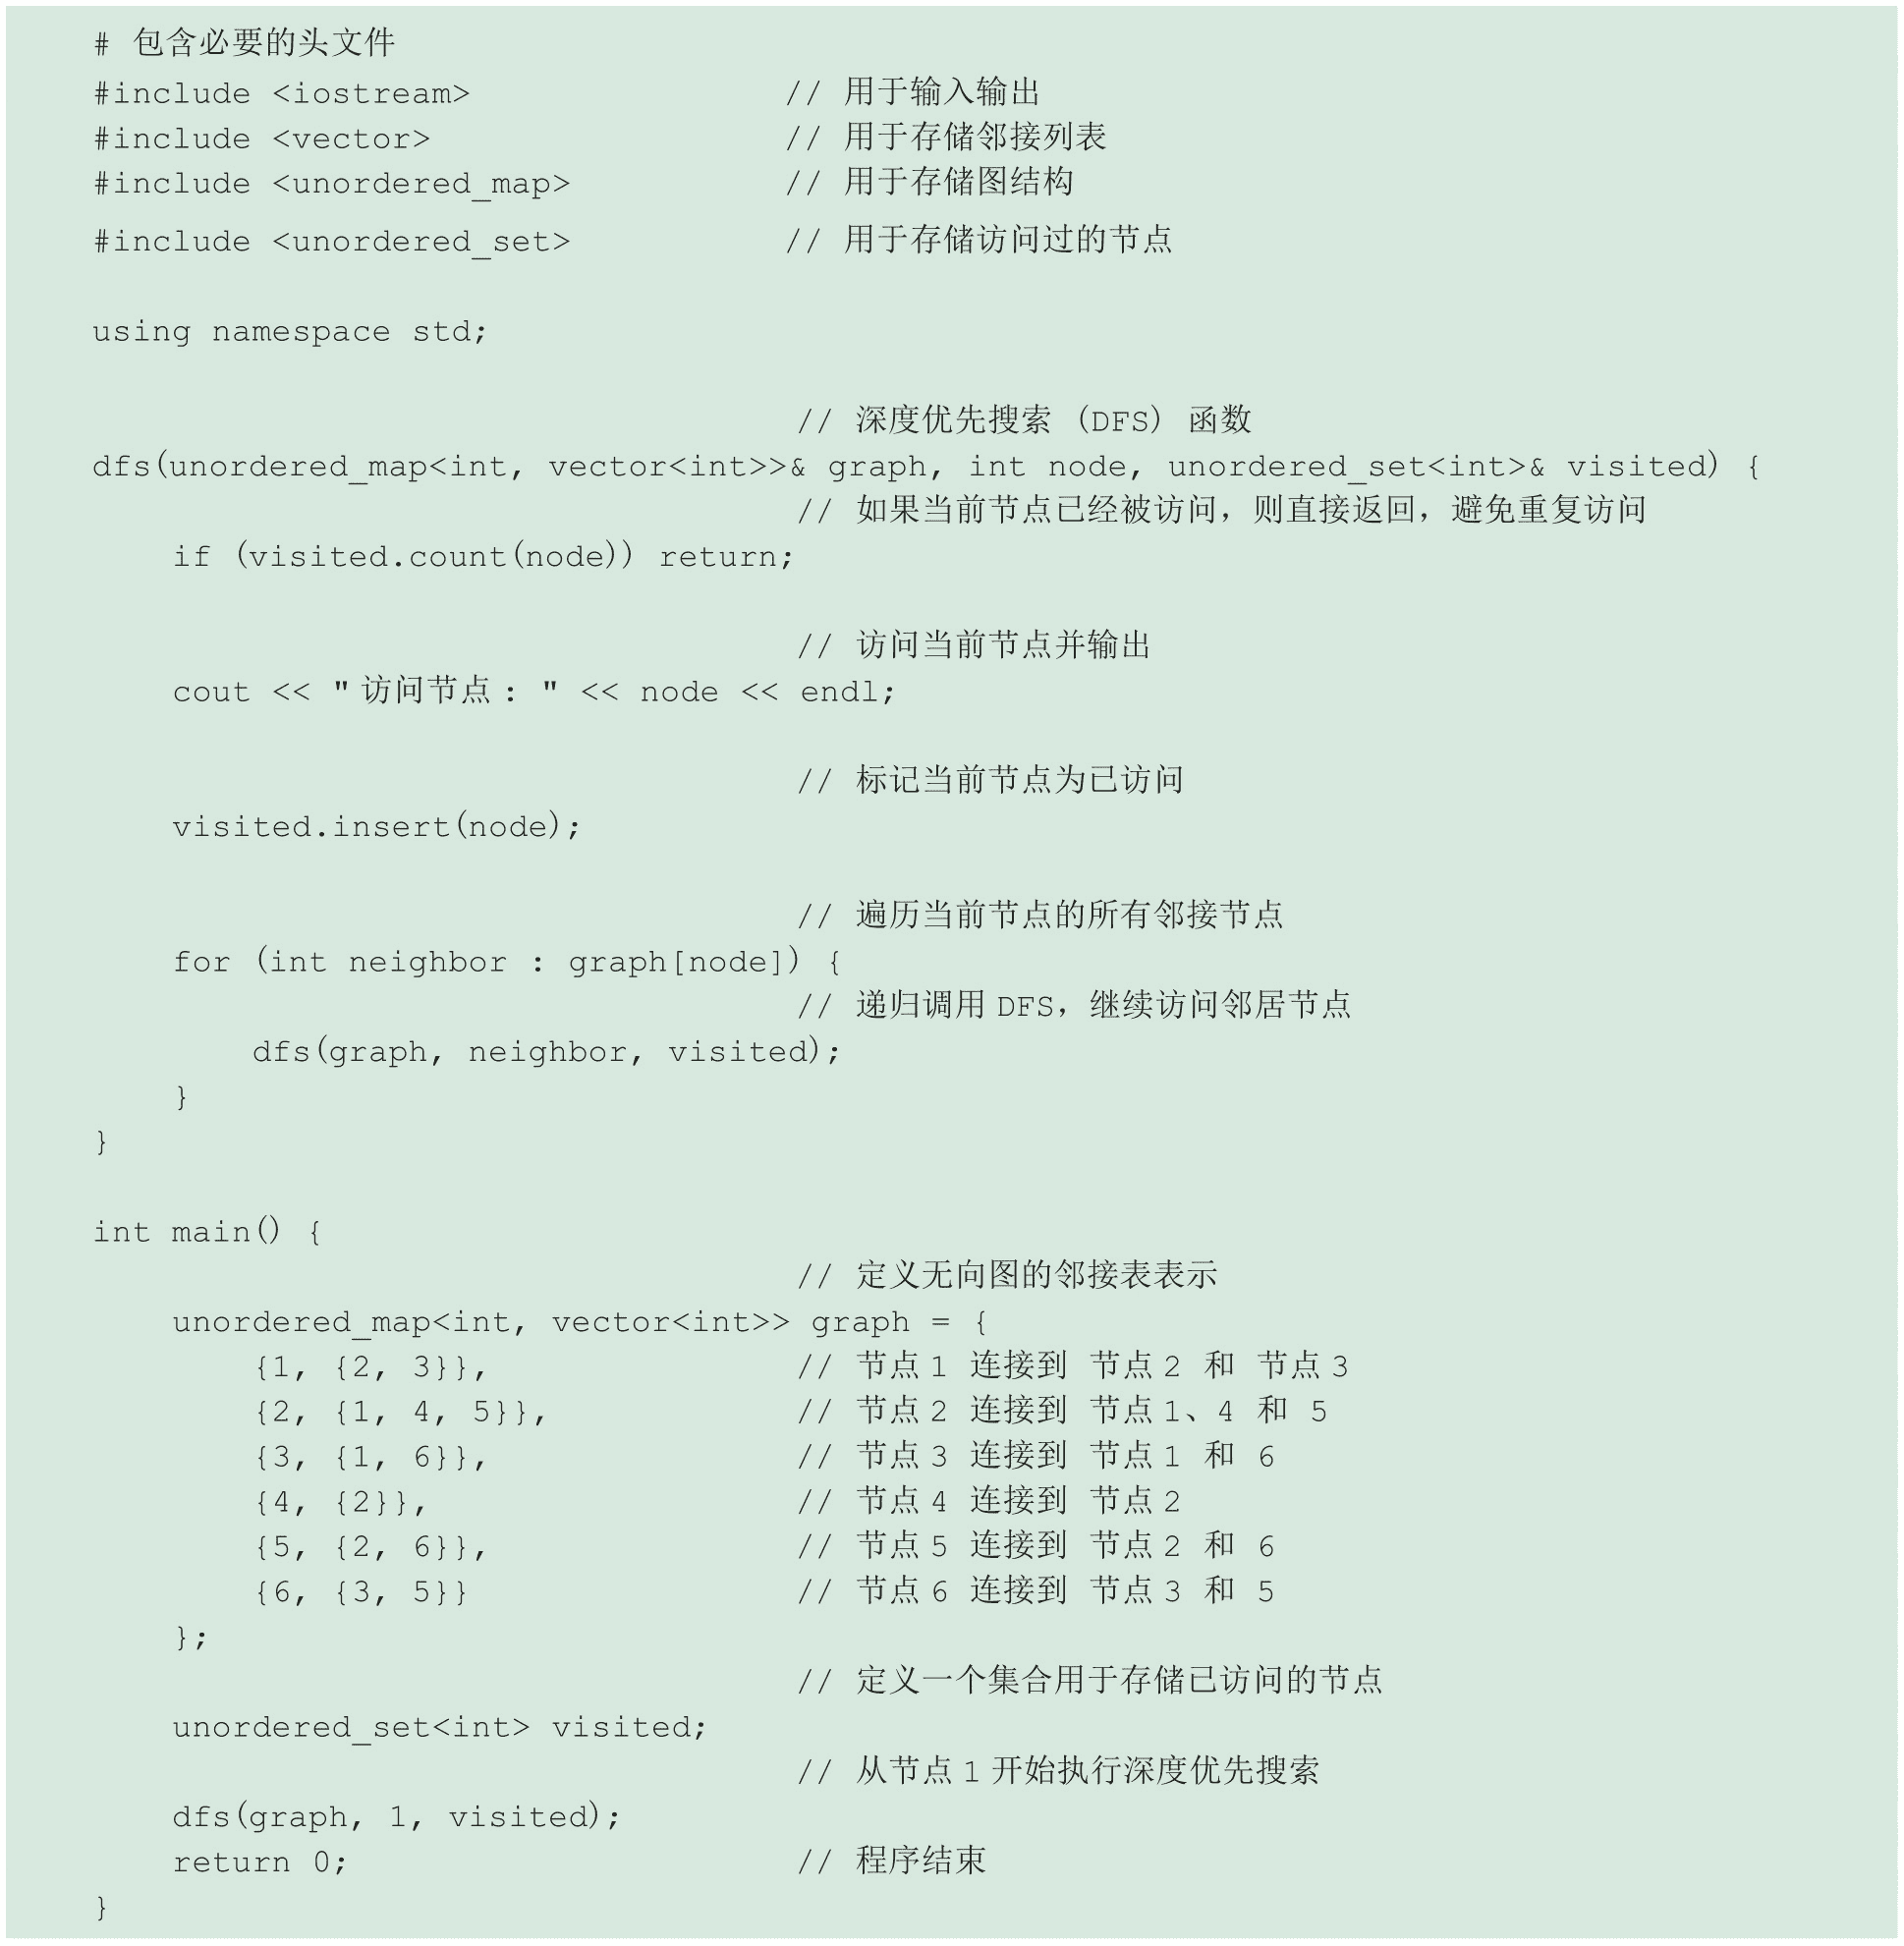 # 包含必要的头文件
#include <iostream>                // 用于输入输出
#include <vector>                  // 用于存储邻接列表
#include <unordered_map>           // 用于存储图结构
#include <unordered_set>           // 用于存储访问过的节点
using namespace std;
// 深度优先搜索 (DFS) 函数
dfs(unordered_map<int, vector<int>>& graph, int node, unordered_set<int>& visited) {
// 如果当前节点已经被访问，则直接返回，避免重复访问
    if (visited.count(node)) return;
// 访问当前节点并输出
    cout << "访问节点: " << node << endl;
// 标记当前节点为已访问
    visited.insert(node);
// 遍历当前节点的所有邻接节点
    for (int neighbor : graph[node]) {
// 递归调用 DFS，继续访问邻居节点
        dfs(graph, neighbor, visited);
    }
}
int main() {
// 定义无向图的邻接表表示
    unordered_map<int, vector<int>> graph = {
        {1, {2, 3}},               // 节点1 连接到 节点2 和 节点3
        {2, {1, 4, 5}},            // 节点2 连接到 节点1、4 和 5
        {3, {1, 6}},               // 节点3 连接到 节点1 和 6
        {4, {2}},                  // 节点4 连接到 节点2
        {5, {2, 6}},               // 节点5 连接到 节点2 和 6
        {6, {3, 5}}                // 节点6 连接到 节点3 和 5
    };
// 定义一个集合用于存储已访问的节点
    unordered_set<int> visited;
// 从节点1开始执行深度优先搜索
    dfs(graph, 1, visited);
    return 0;                      // 程序结束
}